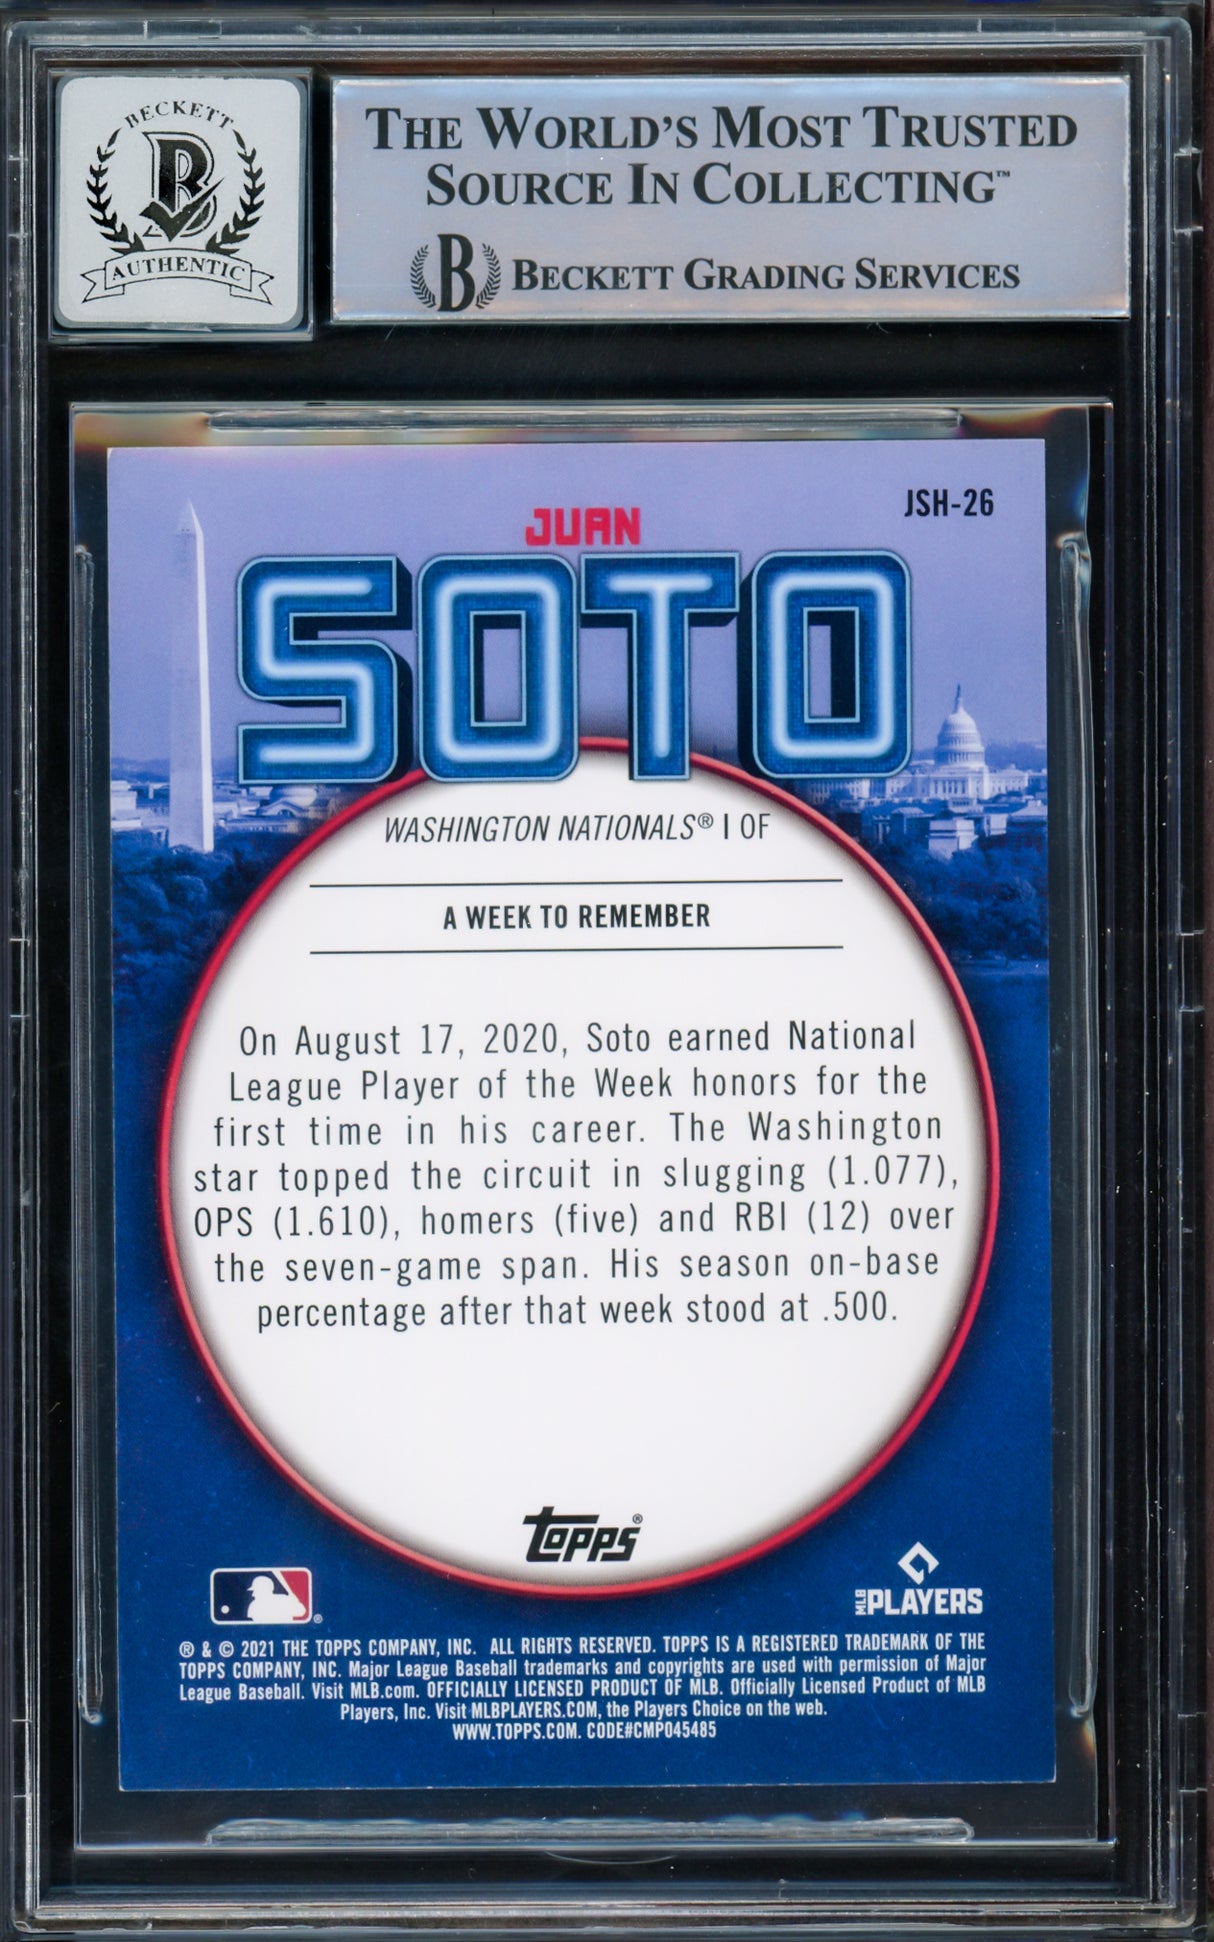 BECKETT
B
AUTHENTIC
THE WORLD'S MOST TRUSTED
SOURCE IN COLLECTING™
B BECKETT GRADING SERVICES
JSH-26
JUAN
SOTO
WASHINGTON NATIONALS® | OF
A WEEK TO REMEMBER
On August 17, 2020, Soto earned National
League Player of the Week honors for the
first time in his career. The Washington
star topped the circuit in slugging (1.077),
OPS (1.610), homers (five) and RBI (12) over
the seven-game span. His season on-base
percentage after that week stood at .500.
topps®
®
MLB PLAYERS
® & © 2021 THE TOPPS COMPANY, INC. ALL RIGHTS RESERVED. TOPPS IS A REGISTERED TRADEMARK OF THE
TOPPS COMPANY, INC. Major League Baseball trademarks and copyrights are used with permission of Major
League Baseball. Visit MLB.com. OFFICIALLY LICENSED PRODUCT OF MLB. Officially Licensed Product of MLB
Players, Inc. Visit MLBPLAYERS.COM, the Players Choice on the web.
WWW.TOPPS.COM. CODE#CMP045485